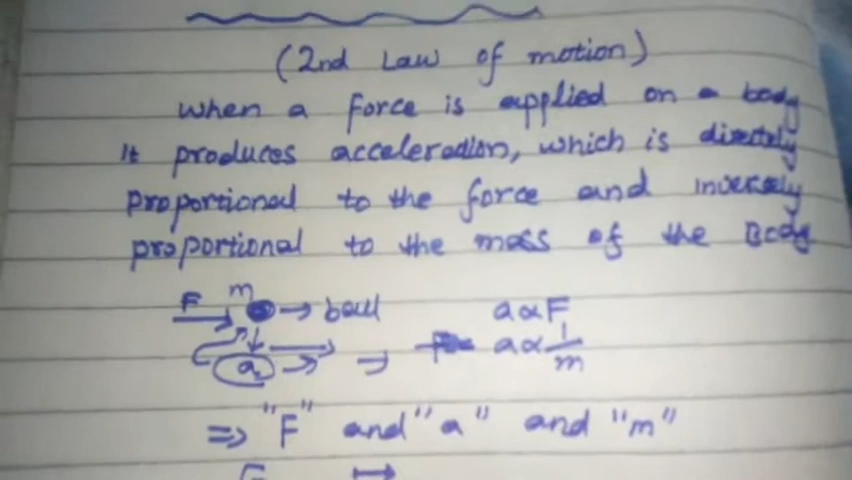 (2nd Law of motion)
When a force is applied on a body
It produces acceleration, which is directly
proportional to the force and inversely
proportional to the mass of the Body
F m → ball a∝F
a → a∝1/m
⇒ "F" and "a" and "m"